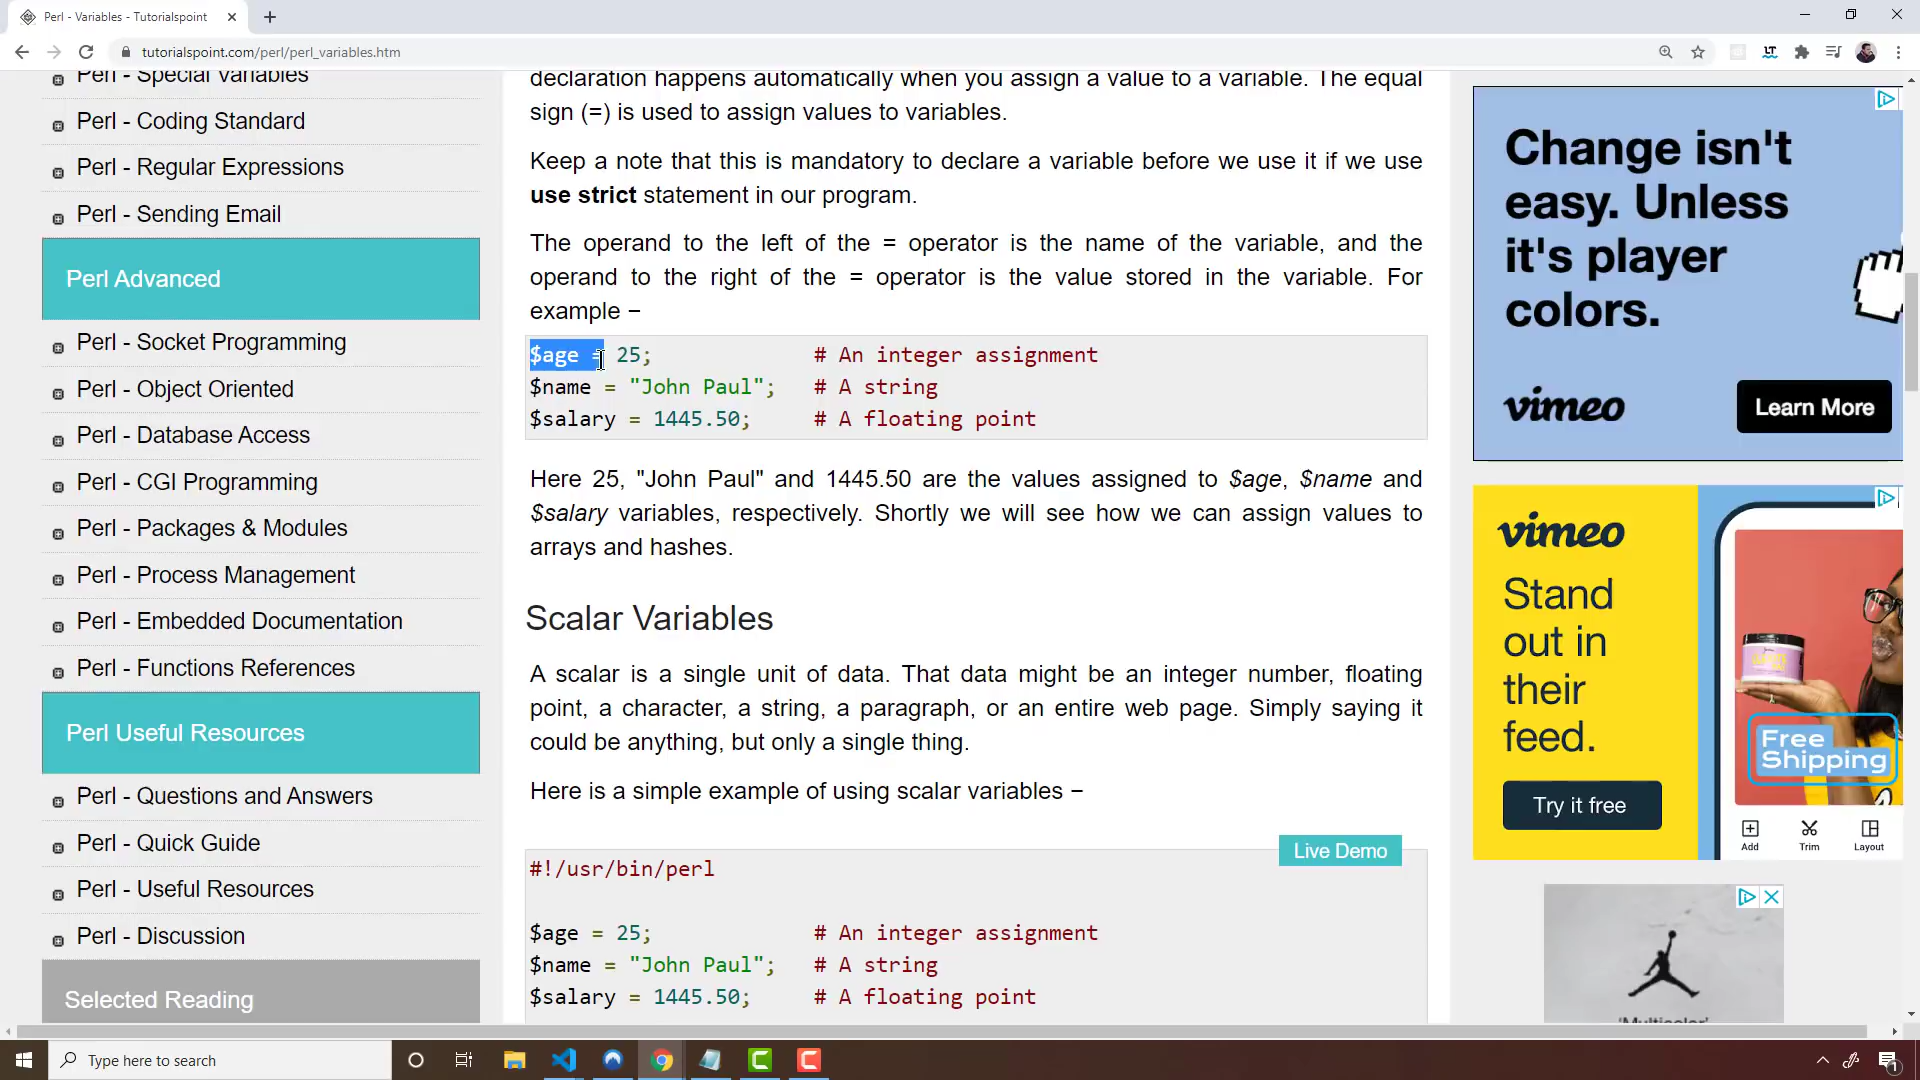 Perl - Variables - Tutorialspoint
tutorialspoint.com/perl/perl_variables.htm
Perl - Special Variables
Perl - Coding Standard
Perl - Regular Expressions
Perl - Sending Email
Perl Advanced
Perl - Socket Programming
Perl - Object Oriented
Perl - Database Access
Perl - CGI Programming
Perl - Packages & Modules
Perl - Process Management
Perl - Embedded Documentation
Perl - Functions References
Perl Useful Resources
Perl - Questions and Answers
Perl - Quick Guide
Perl - Useful Resources
Perl - Discussion
Selected Reading
declaration happens automatically when you assign a value to a variable. The equal
sign (=) is used to assign values to variables.
Keep a note that this is mandatory to declare a variable before we use it if we use
use strict statement in our program.
The operand to the left of the = operator is the name of the variable, and the
operand to the right of the = operator is the value stored in the variable. For
example −
$age = 25; # An integer assignment
$name = "John Paul"; # A string
$salary = 1445.50; # A floating point
Here 25, "John Paul" and 1445.50 are the values assigned to $age, $name and
$salary variables, respectively. Shortly we will see how we can assign values to
arrays and hashes.
Scalar Variables
A scalar is a single unit of data. That data might be an integer number, floating
point, a character, a string, a paragraph, or an entire web page. Simply saying it
could be anything, but only a single thing.
Here is a simple example of using scalar variables −
Live Demo
#!/usr/bin/perl
$age = 25; # An integer assignment
$name = "John Paul"; # A string
$salary = 1445.50; # A floating point
Change isn't
easy. Unless
it's player
colors.
vimeo
Learn More
vimeo
Stand
out in
their
feed.
Try it free
Free
Shipping
Add
Trim
Layout
'Multicolor'
Type here to search
LT
1